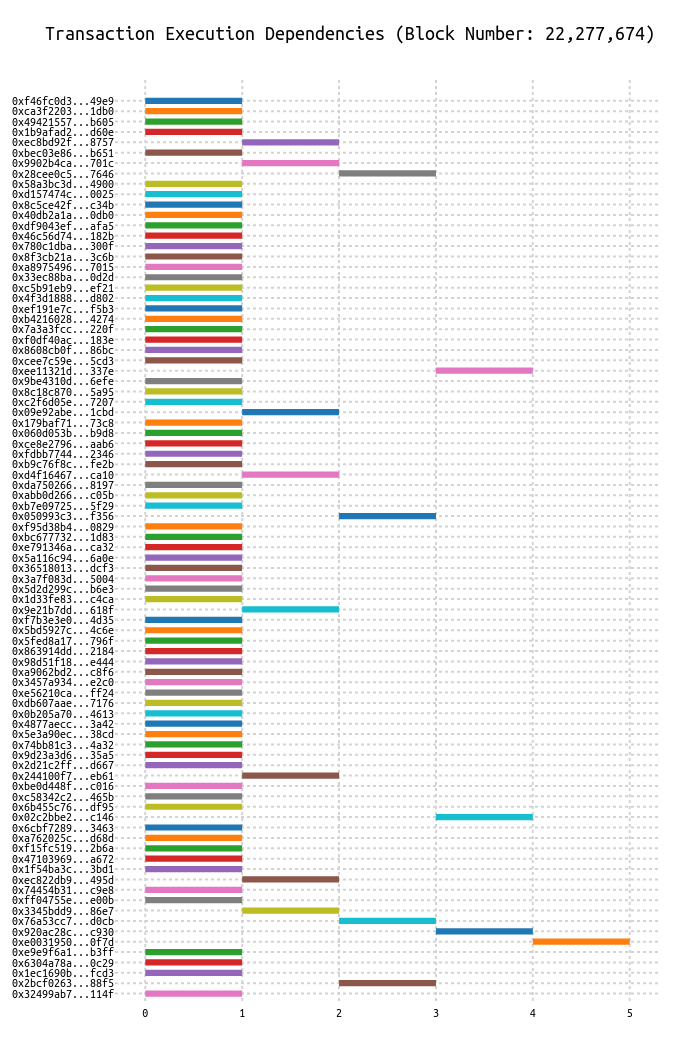 Transaction Execution Dependencies (Block Number: 22,277,674)
0xf46fc0d3...49e9
0xca3f2203...1db0
0x49421557...b605
0x1b9afad2...d60e
0xec8bd92f...8757
0xbec03e86...b651
0x9902b4ca...701c
0x28cee0c5...7646
0x58a3bc3d...4900
0xd157474c...0025
0x8c5ce42f...c34b
0x40db2a1a...0db0
0xdf9043ef...afa5
0x46c56d74...182b
0x780c1dba...300f
0x8f3cb21a...3c6b
0xa8975496...7015
0x33ec88ba...0d2d
0xc5b91eb9...ef21
0x4f3d1888...d802
0xef191e7c...f5b3
0xb4216028...4274
0x7a3a3fcc...220f
0xf0df40ac...183e
0x8608cb0f...86bc
0xcee7c59e...5cd3
0xee11321d...337e
0x9be4310d...6efe
0x8c18c870...5a95
0xc2f6d05e...7207
0x09e92abe...1cbd
0x179baf71...73c8
0x060d053b...b9d8
0xce8e2796...aab6
0xfdbb7744...2346
0xb9c76f8c...fe2b
0xd4f16467...ca10
0xda750266...8197
0xabb0d266...c05b
0xb7e09725...5f29
0x050993c3...f356
0xf95d38b4...0829
0xbc677732...1d83
0xe791346a...ca32
0x5a116c94...6a0e
0x36518013...dcf3
0x3a7f083d...5004
0x5d2d299c...b6e3
0x1d33fe83...c4ca
0x9e21b7dd...618f
0xf7b3e3e0...4d35
0x5bd5927c...4c6e
0x5fed8a17...796f
0x863914dd...2184
0x98d51f18...e444
0xa9062bd2...c8f6
0x3457a934...e2c0
0xe56210ca...ff24
0xdb607aae...7176
0x0b205a70...4613
0x4877aecc...3a42
0x5e3a90ec...38cd
0x74bb81c3...4a32
0x9d23a3d6...35a5
0x2d21c2ff...d667
0x244100f7...eb61
0xbe0d448f...c016
0xc58342c2...465b
0x6b455c76...df95
0x02c2bbe2...c146
0x6cbf7289...3463
0xa762025c...d68d
0xf15fc519...2b6a
0x47103969...a672
0x1f54ba3c...3bd1
0xec822db9...495d
0x74454b31...c9e8
0xff04755e...e00b
0x3345bdd9...86e7
0x76a53cc7...d0cb
0x920ac28c...c930
0xe0031950...0f7d
0xe9e9f6a1...b3ff
0x6304a78a...0c29
0x1ec1690b...fcd3
0x2bcf0263...88f5
0x32499ab7...114f
0 1 2 3 4 5